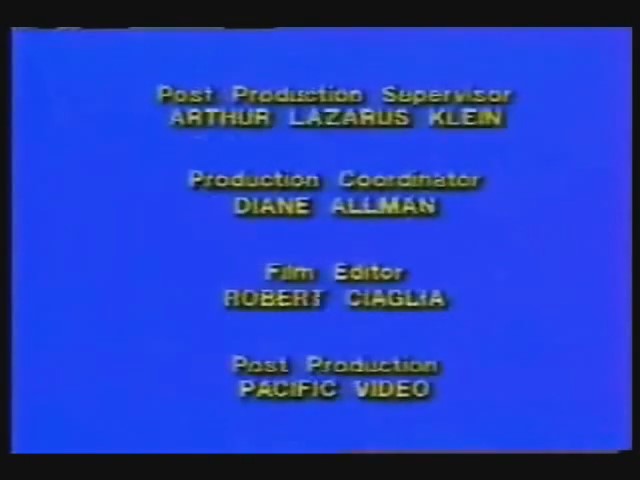 Post Production Supervisor
ARTHUR LAZARUS KLEIN
Production Coordinator
DIANE ALLMAN
Film Editor
ROBERT CIAGLIA
Post Production
PACIFIC VIDEO